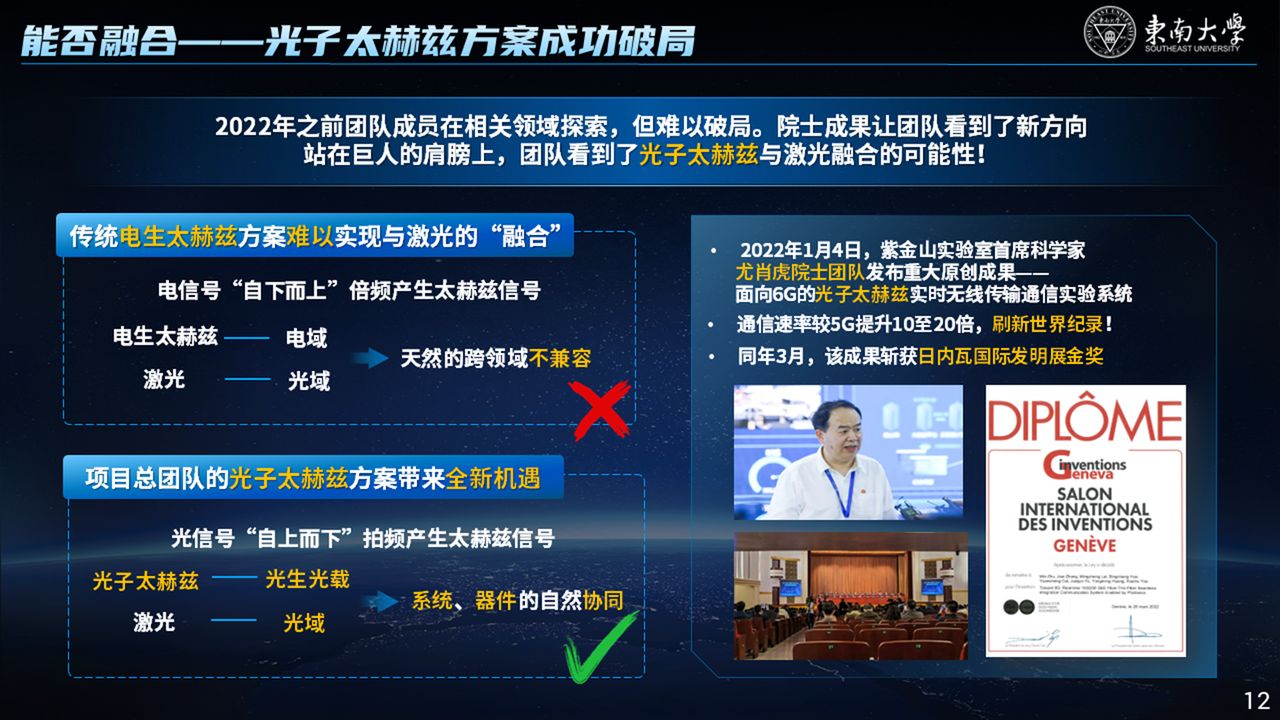 能否融合——光子太赫兹方案成功破局
东南大学
SOUTHEAST UNIVERSITY
2022年之前团队成员在相关领域探索，但难以破局。院士成果让团队看到了新方向
站在巨人的肩膀上，团队看到了光子太赫兹与激光融合的可能性！
传统电生太赫兹方案难以实现与激光的“融合”
电信号“自下而上”倍频产生太赫兹信号
电生太赫兹 电域
激光 光域
天然的跨领域不兼容
项目总团队的光子太赫兹方案带来全新机遇
光信号“自上而下”拍频产生太赫兹信号
光子太赫兹 光生光载
激光 光域
系统、器件的自然协同
• 2022年1月4日，紫金山实验室首席科学家
尤肖虎院士团队发布重大原创成果——
面向6G的光子太赫兹实时无线传输通信实验系统
• 通信速率较5G提升10至20倍，刷新世界纪录！
• 同年3月，该成果斩获日内瓦国际发明展金奖
DIPLÔME
inventions
Geneva
SALON
INTERNATIONAL
DES INVENTIONS
GENÈVE
12